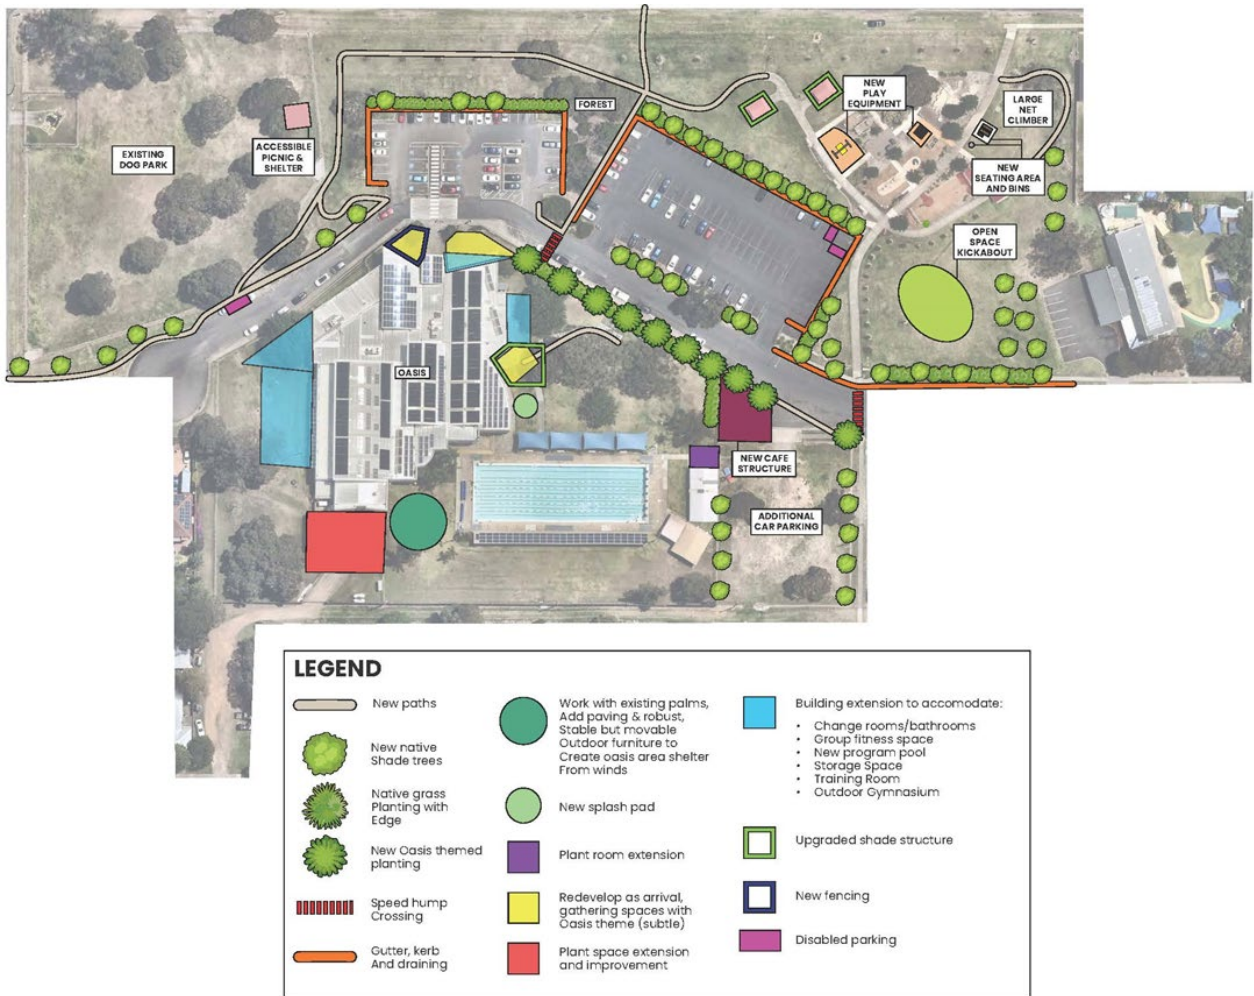 FOREST
NEW
PLAY
EQUIPMENT
LARGE
NET
CLIMBER
EXISTING
DOG PARK
ACCESSIBLE
PICNIC &
SHELTER
NEW
SEATING AREA
AND BINS
OPEN
SPACE
KICKABOUT
OASIS
NEW CAFE
STRUCTURE
ADDITIONAL
CAR PARKING
LEGEND
New paths
New native
Shade trees
Native grass
Planting with
Edge
New Oasis themed
planting
Speed hump
Crossing
Gutter, kerb
And draining
Work with existing palms,
Add paving & robust,
Stable but movable
Outdoor furniture to
Create oasis area shelter
From winds
New splash pad
Plant room extension
Redevelop as arrival,
gathering spaces with
Oasis theme (subtle)
Plant space extension
and improvement
Building extension to accomodate:
• Change rooms/bathrooms
• Group fitness space
• New program pool
• Storage Space
• Training Room
• Outdoor Gymnasium
Upgraded shade structure
New fencing
Disabled parking